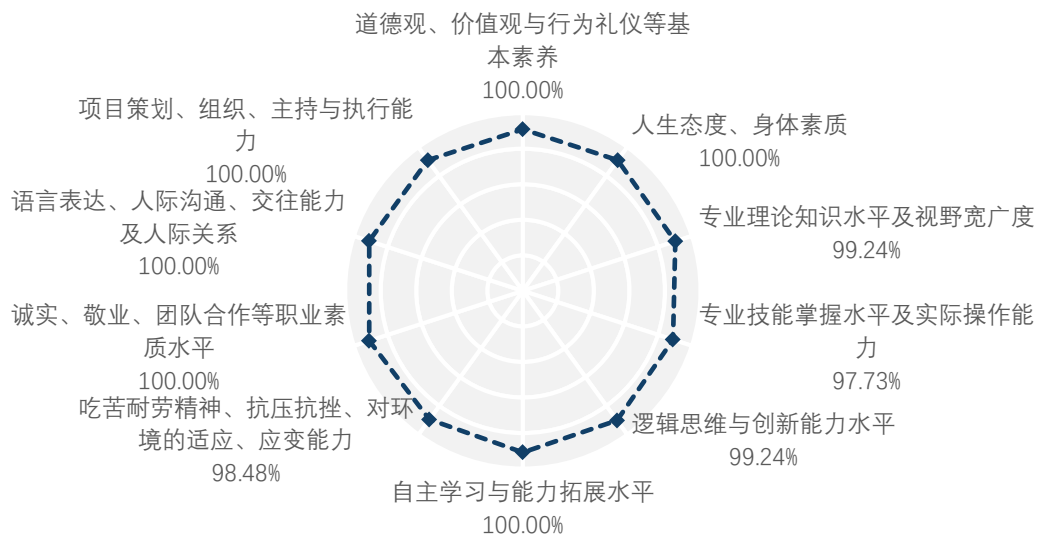 道德观、价值观与行为礼仪等基
本素养
100.00%
人生态度、身体素质
100.00%
专业理论知识水平及视野宽广度
99.24%
专业技能掌握水平及实际操作能
力
97.73%
逻辑思维与创新能力水平
99.24%
自主学习与能力拓展水平
100.00%
吃苦耐劳精神、抗压抗挫、对环
境的适应、应变能力
98.48%
诚实、敬业、团队合作等职业素
质水平
100.00%
语言表达、人际沟通、交往能力
及人际关系
100.00%
项目策划、组织、主持与执行能
力
100.00%